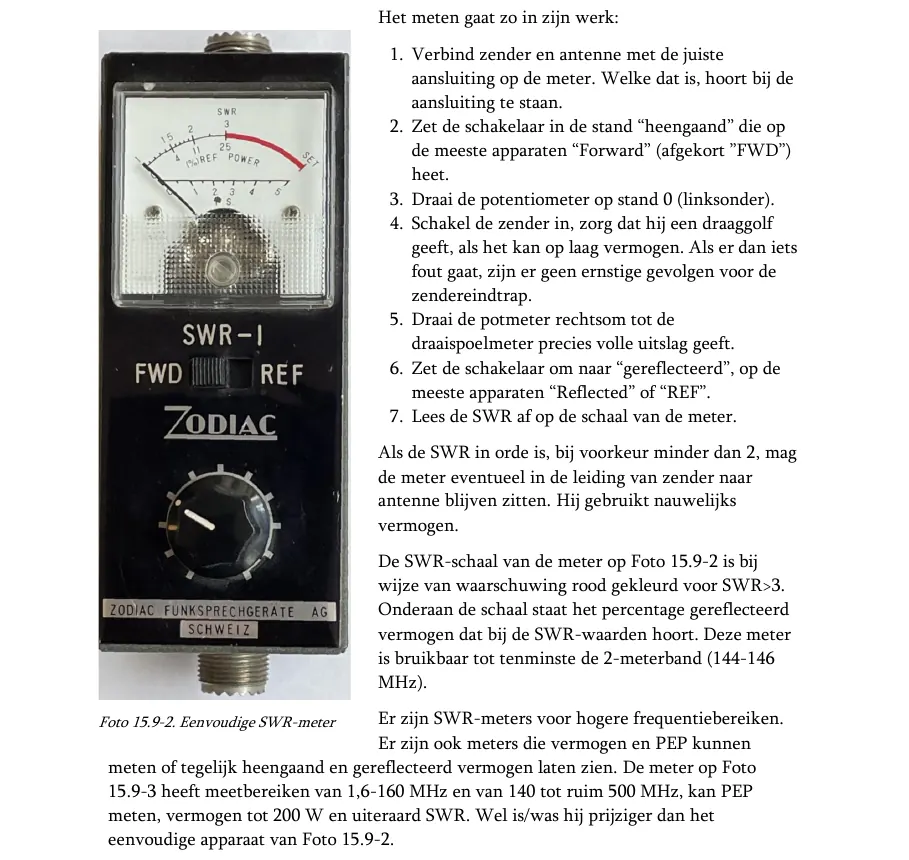 Het meten gaat zo in zijn werk:
1. Verbind zender en antenne met de juiste
aansluiting op de meter. Welke dat is, hoort bij de
aansluiting te staan.
2. Zet de schakelaar in de stand “heengaand” die op
de meeste apparaten “Forward” (afgekort ”FWD”)
heet.
3. Draai de potentiometer op stand 0 (linksonder).
4. Schakel de zender in, zorg dat hij een draaggolf
geeft, als het kan op laag vermogen. Als er dan iets
fout gaat, zijn er geen ernstige gevolgen voor de
zendereindtrap.
5. Draai de potmeter rechtsom tot de
draaispoelmeter precies volle uitslag geeft.
6. Zet de schakelaar om naar “gereflecteerd”, op de
meeste apparaten “Reflected” of “REF”.
7. Lees de SWR af op de schaal van de meter.
Als de SWR in orde is, bij voorkeur minder dan 2, mag
de meter eventueel in de leiding van zender naar
antenne blijven zitten. Hij gebruikt nauwelijks
vermogen.
De SWR-schaal van de meter op Foto 15.9-2 is bij
wijze van waarschuwing rood gekleurd voor SWR>3.
Onderaan de schaal staat het percentage gereflecteerd
vermogen dat bij de SWR-waarden hoort. Deze meter
is bruikbaar tot tenminste de 2-meterband (144-146
MHz).
Er zijn SWR-meters voor hogere frequentiebereiken.
Er zijn ook meters die vermogen en PEP kunnen
meten of tegelijk heengaand en gereflecteerd vermogen laten zien. De meter op Foto
15.9-3 heeft meetbereiken van 1,6-160 MHz en van 140 tot ruim 500 MHz, kan PEP
meten, vermogen tot 200 W en uiteraard SWR. Wel is/was hij prijziger dan het
eenvoudige apparaat van Foto 15.9-2.
SWR
1 1.5 2 3 SET
4 11 25
(%)REF POWER
0 1 2 3 4 5
S
SWR-1
FWD REF
ZODIAC
ZODIAC FUNKSPRECHGERÄTE AG
SCHWEIZ
Foto 15.9-2. Eenvoudige SWR-meter